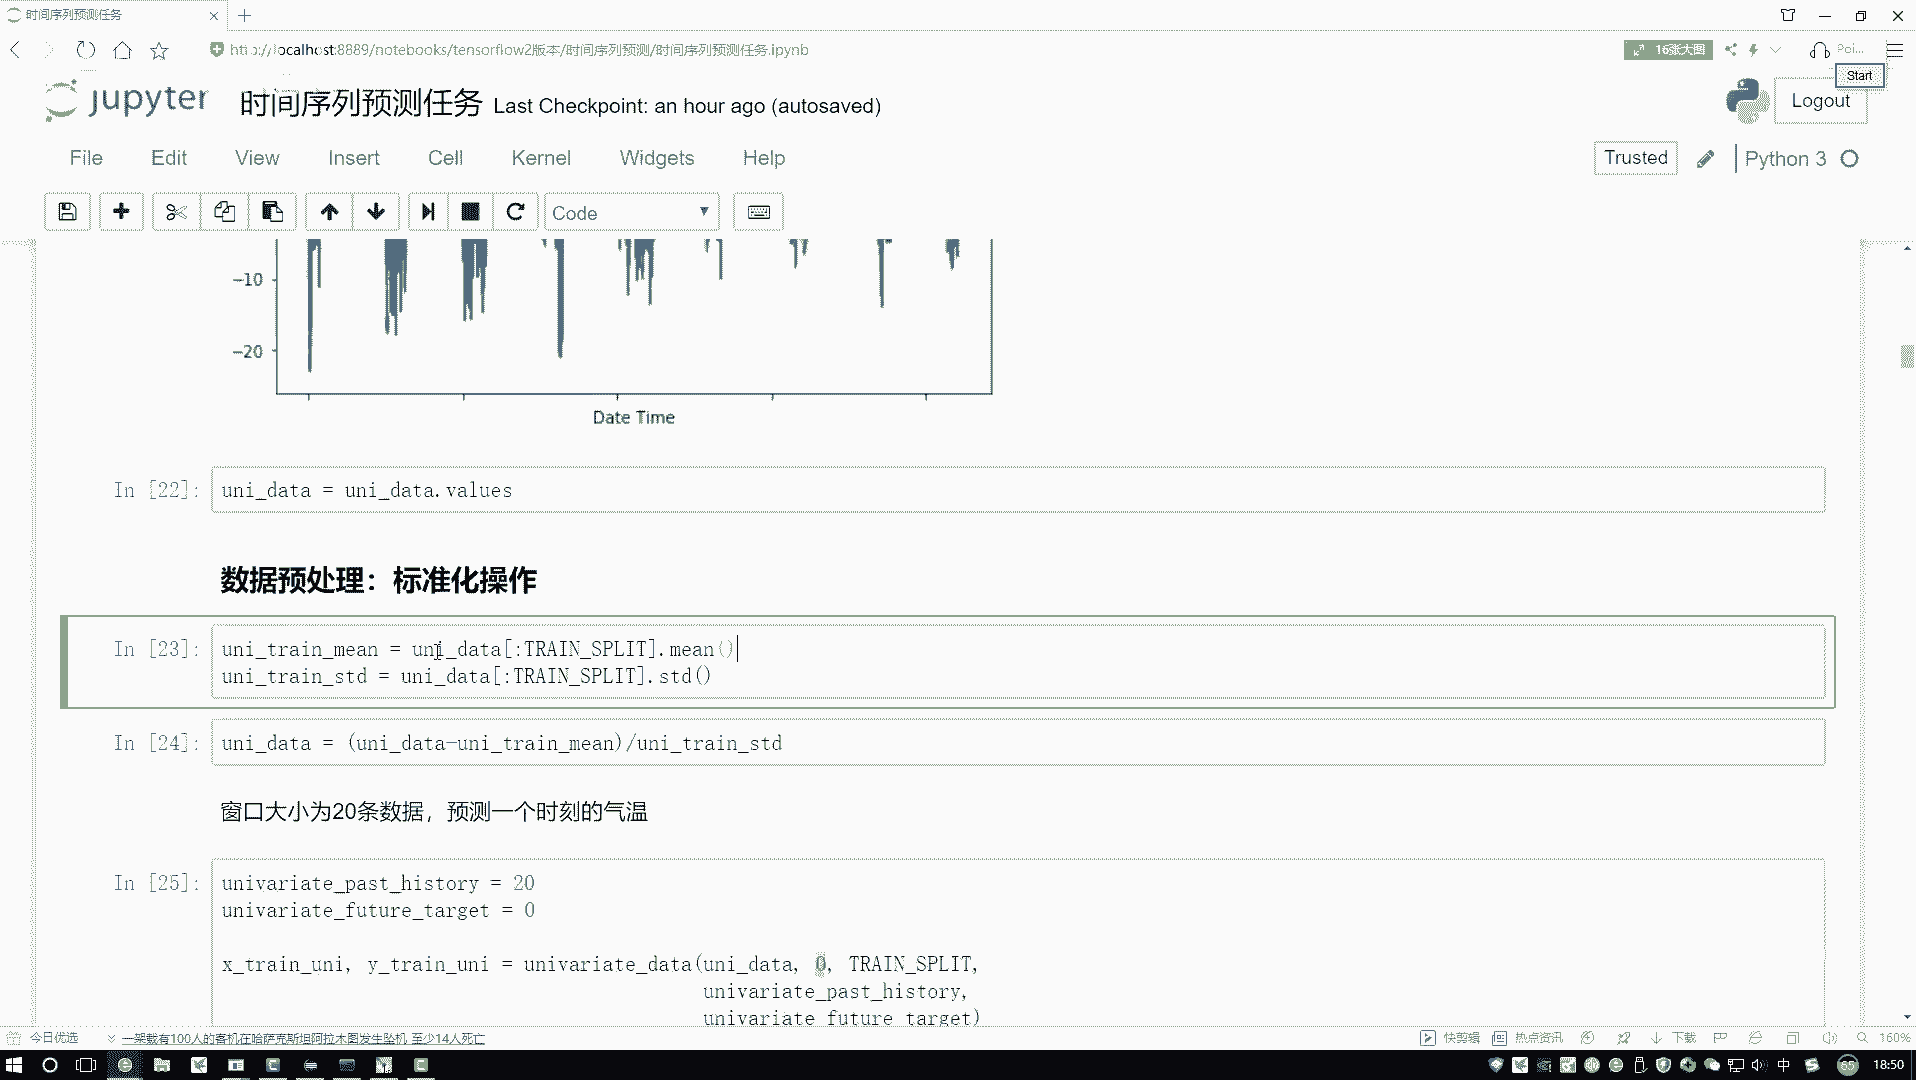 时间序列预测任务
http://localhost:8889/notebooks/tensorflow2版本/时间序列预测/时间序列预测任务.ipynb
16张大图
Poi...
Start
jupyter 时间序列预测任务 Last Checkpoint: an hour ago (autosaved)
Logout
File Edit View Insert Cell Kernel Widgets Help
Trusted Python 3
Code
−10
−20
Date Time
In [22]: uni_data = uni_data.values
数据预处理：标准化操作
In [23]: uni_train_mean = uni_data[:TRAIN_SPLIT].mean()
uni_train_std = uni_data[:TRAIN_SPLIT].std()
In [24]: uni_data = (uni_data-uni_train_mean)/uni_train_std
窗口大小为20条数据，预测一个时刻的气温
In [25]: univariate_past_history = 20
univariate_future_target = 0
x_train_uni, y_train_uni = univariate_data(uni_data, 0, TRAIN_SPLIT,
univariate_past_history,
univariate_future_target)
今日优选 一架载有100人的客机在哈萨克斯坦阿拉木图发生坠机 至少14人死亡
快剪辑 热点资讯 下载 160%
中 65 18:50